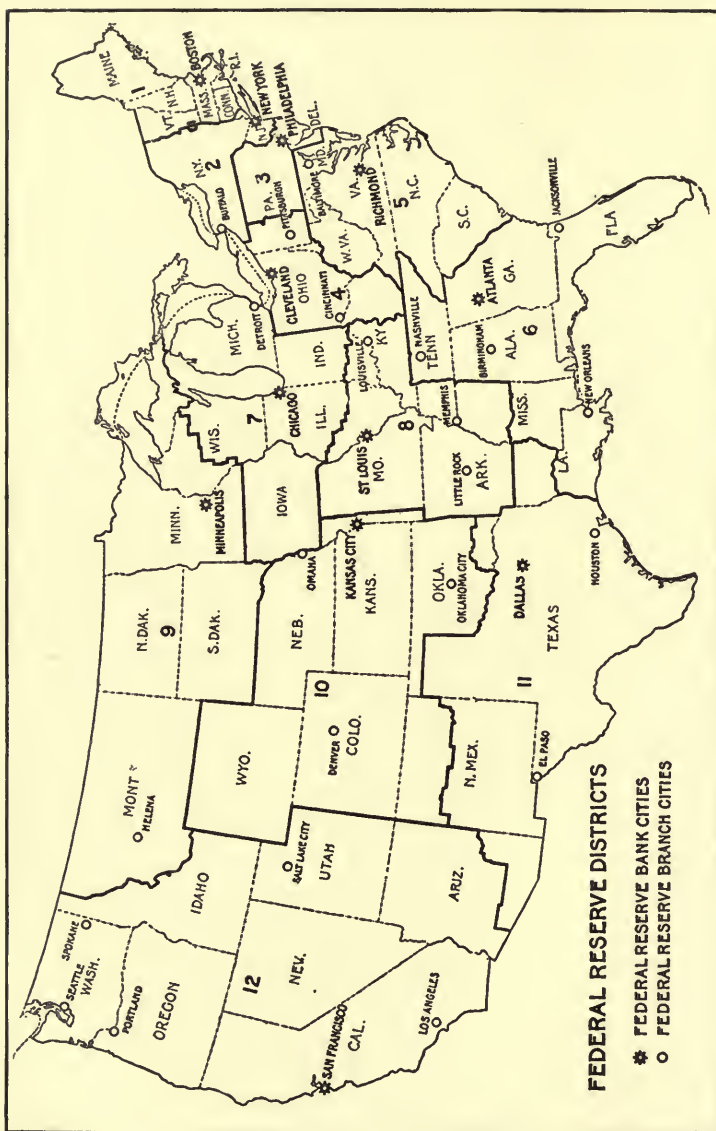 MAINE
1
VT.
N.H.
MASS.
BOSTON
CONN.
R.I.
N.Y.
2
BUFFALO
N.J.
NEW YORK
PHILADELPHIA
PA.
3
PITTSBURGH
DEL.
MD.
BALTIMORE
W.VA.
VA.
RICHMOND
5
N.C.
S.C.
CLEVELAND
OHIO
4
CINCINNATI
MICH.
DETROIT
IND.
LOUISVILLE
KY
NASHVILLE
TENN
ATLANTA
GA.
BIRMINGHAM
ALA.
6
JACKSONVILLE
FLA
WIS.
7
CHICAGO
ILL.
ST LOUIS
MO.
8
MEMPHIS
MISS.
NEW ORLEANS
LA.
LITTLE ROCK
ARK.
MINN.
MINNEAPOLIS
IOWA
N.DAK.
9
S.DAK.
NEB.
OMAHA
KANSAS CITY
KANS.
OKLA.
OKLAHOMA CITY
DALLAS
TEXAS
HOUSTON
11
10
MONT
HELENA
WYO.
DENVER
COLO.
N. MEX.
EL PASO
IDAHO
SALT LAKE CITY
UTAH
ARIZ.
SPOKANE
SEATTLE
WASH.
PORTLAND
OREGON
12
NEV.
SAN FRANCISCO
CAL.
LOS ANGELES
FEDERAL RESERVE DISTRICTS
FEDERAL RESERVE BANK CITIES
FEDERAL RESERVE BRANCH CITIES